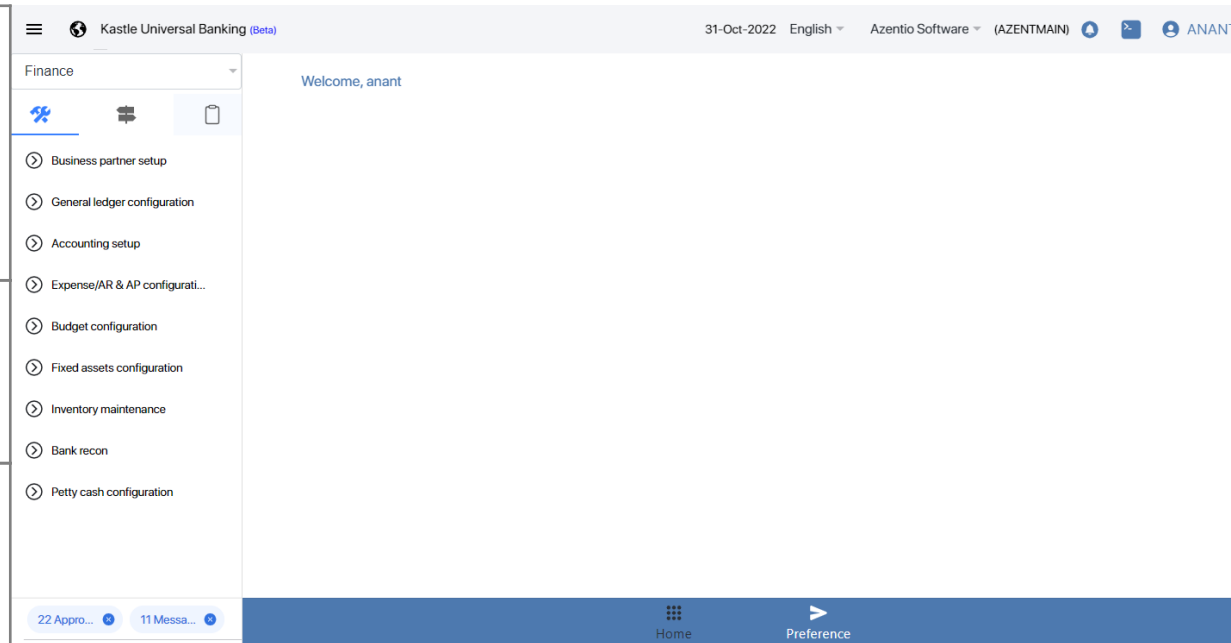 Kastle Universal Banking (Beta)
31-Oct-2022 English Azentio Software (AZENTMAIN) ANANT
Finance
Welcome, anant
Business partner setup
General ledger configuration
Accounting setup
Expense/AR & AP configurati...
Budget configuration
Fixed assets configuration
Inventory maintenance
Bank recon
Petty cash configuration
22 Appro... 11 Messa...
Home Preference